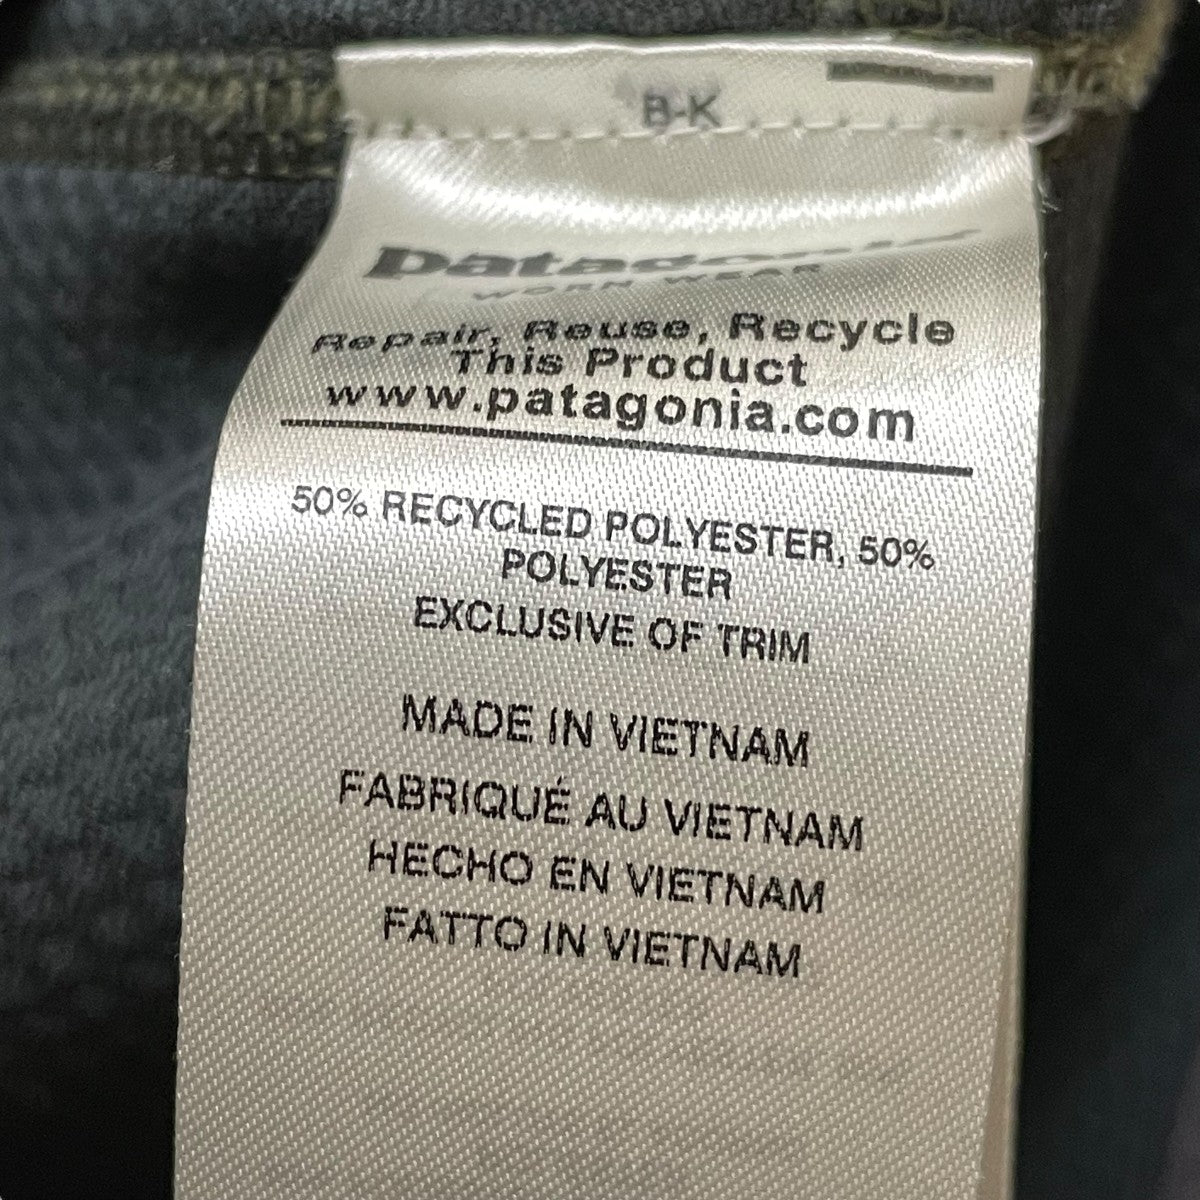 B-K
patagonia
WORN WEAR
Repair, Reuse, Recycle
This Product
www.patagonia.com
50% RECYCLED POLYESTER, 50%
POLYESTER
EXCLUSIVE OF TRIM
MADE IN VIETNAM
FABRIQUÉ AU VIETNAM
HECHO EN VIETNAM
FATTO IN VIETNAM